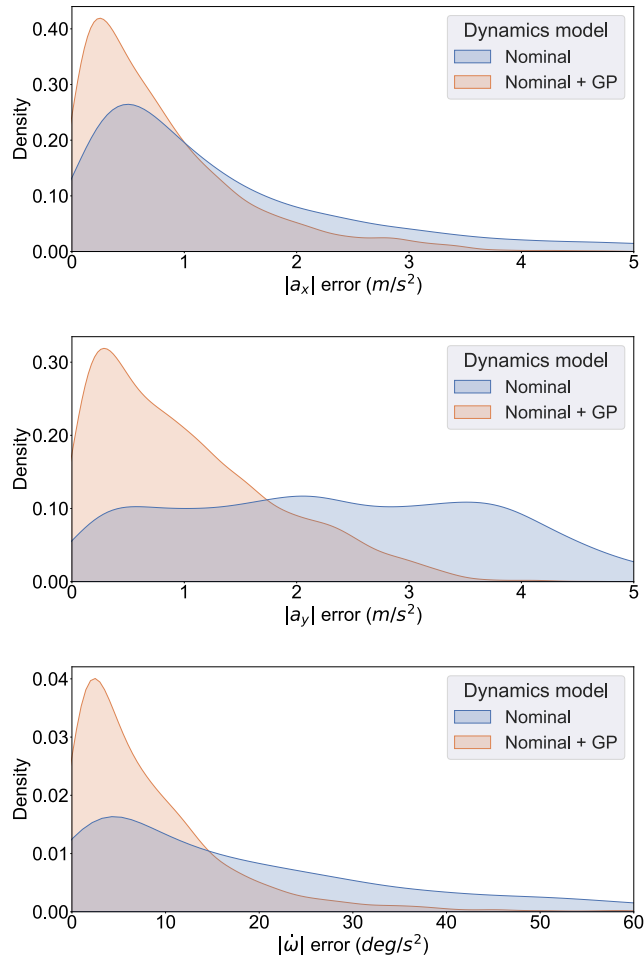 Dynamics model
Nominal
Nominal + GP
Density
0.40
0.30
0.20
0.10
0.00
0 1 2 3 4 5
|a_x| error (m/s²)
Dynamics model
Nominal
Nominal + GP
Density
0.30
0.20
0.10
0.00
0 1 2 3 4 5
|a_y| error (m/s²)
Dynamics model
Nominal
Nominal + GP
Density
0.04
0.03
0.02
0.01
0.00
0 10 20 30 40 50 60
|ω̇| error (deg/s²)